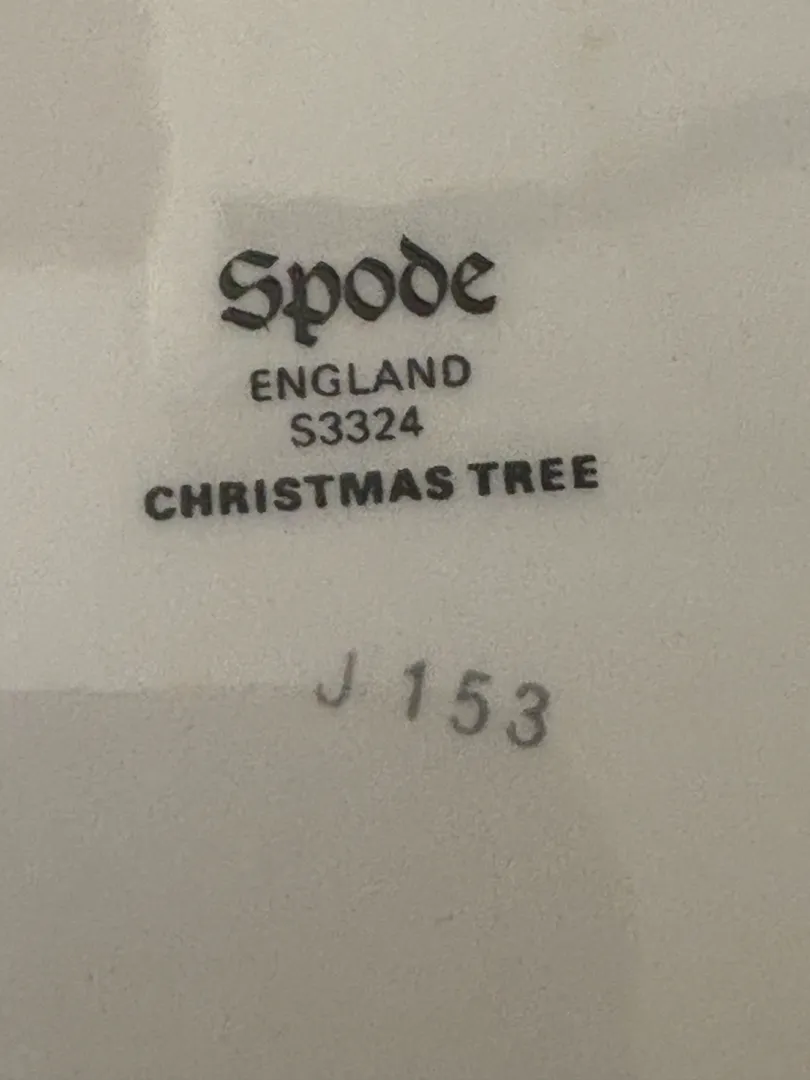 Spode
ENGLAND
S3324
CHRISTMAS TREE
J 153